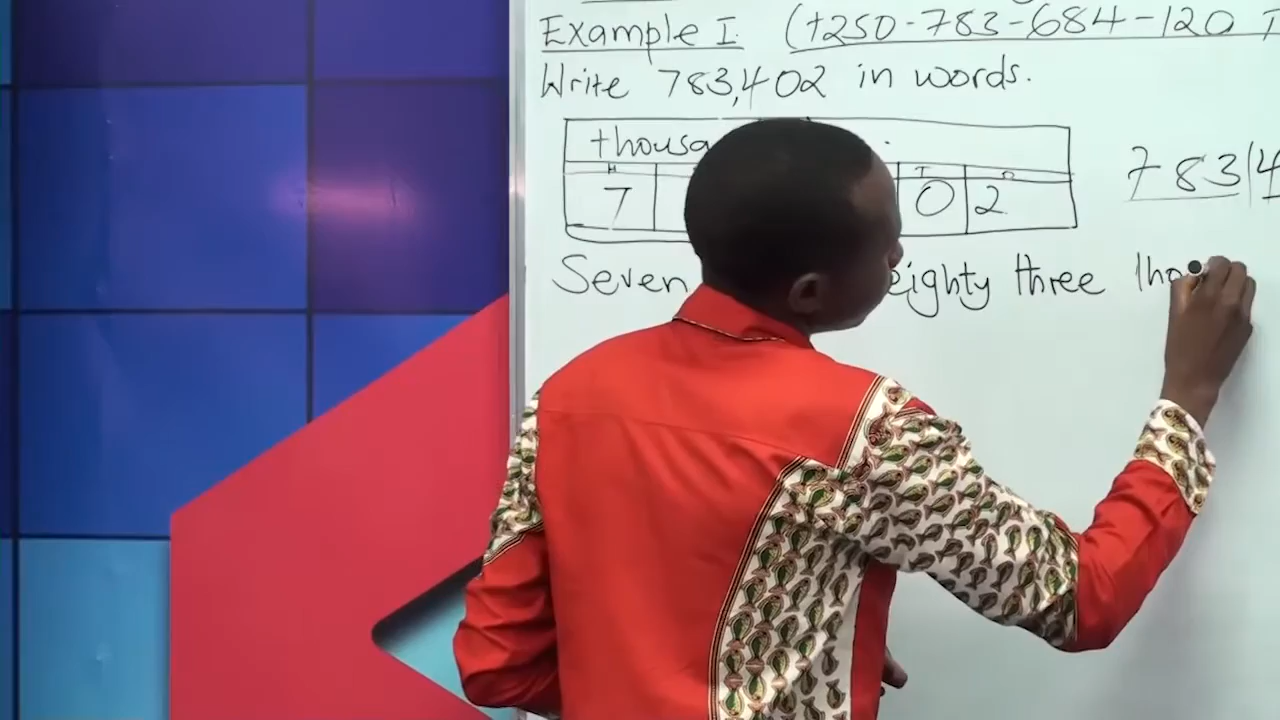 Example I. (+250-783-684-120
Write 783,402 in words.
thousa
H T O
7 0 2
783|4
Seven eighty three thou